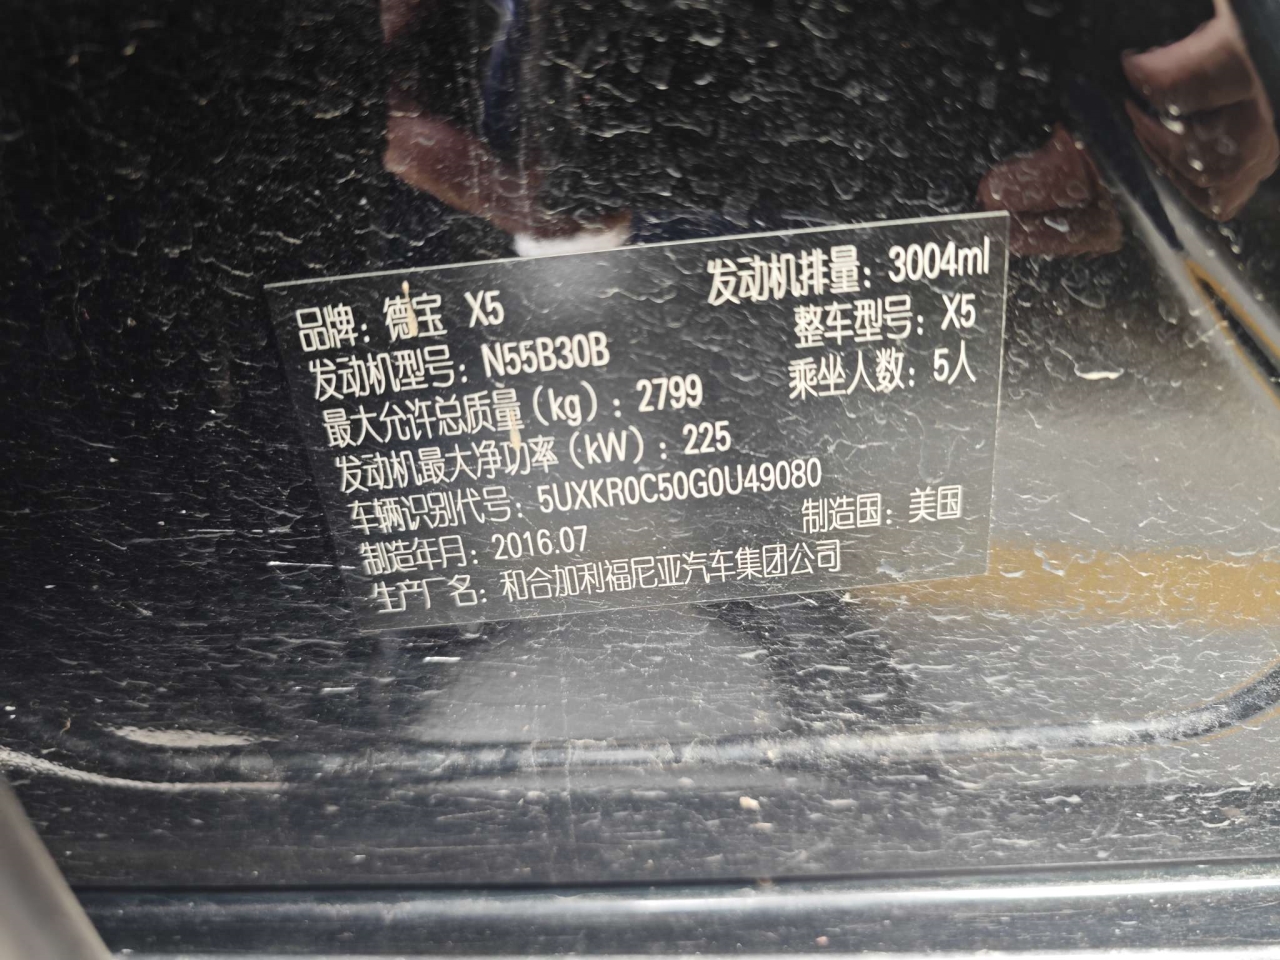 品牌：德宝 X5 发动机排量：3004ml
发动机型号：N55B30B 整车型号：X5
最大允许总质量（kg）：2799 乘坐人数：5人
发动机最大净功率（kW）：225
车辆识别代号：5UXKR0C50G0U49080
制造年月：2016.07 制造国：美国
生产厂名：和合加利福尼亚汽车集团公司